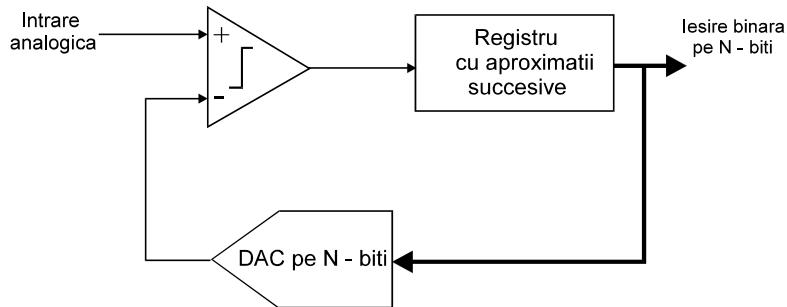 Intrare
analogica
+
-
Registru
cu aproximatii
succesive
Iesire binara
pe N - biti
DAC pe N - biti